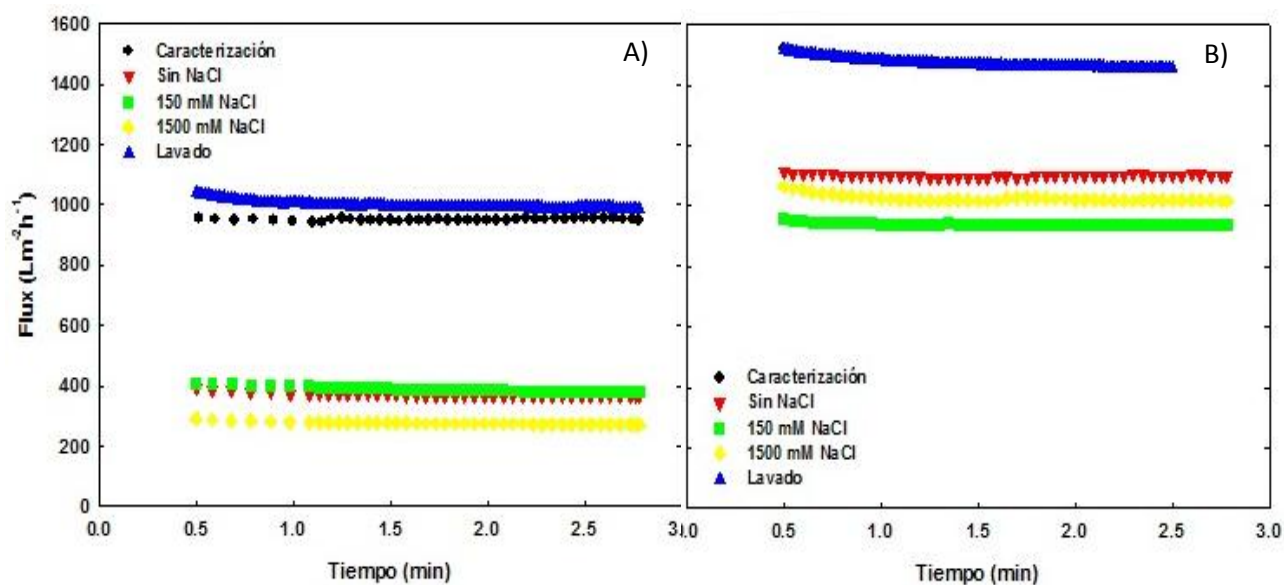 A)
Caracterización
Sin NaCl
150 mM NaCl
1500 mM NaCl
Lavado
Flux (Lm⁻²h⁻¹)
1600
1400
1200
1000
800
600
400
200
0
0.0 0.5 1.0 1.5 2.0 2.5 3.
Tiempo (min)
B)
Caracterización
Sin NaCl
150 mM NaCl
1500 mM NaCl
Lavado
).0 0.5 1.0 1.5 2.0 2.5 3.0
Tiempo (min)